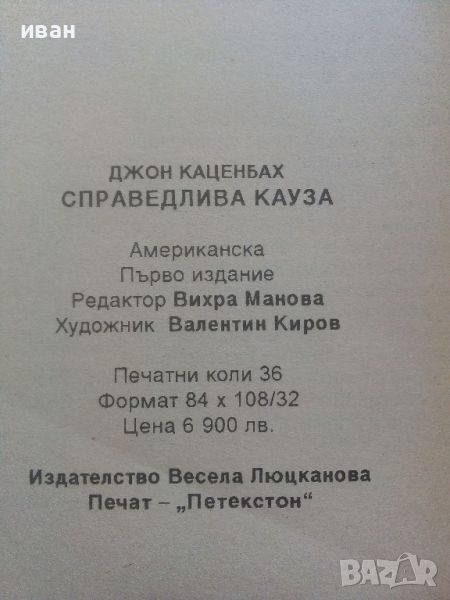 иван
ДЖОН КАЦЕНБАХ
СПРАВЕДЛИВА КАУЗА
Американска
Първо издание
Редактор Вихра Манова
Художник Валентин Киров
Печатни коли 36
Формат 84 х 108/32
Цена 6 900 лв.
Издателство Весела Люцканова
Печат – „Петекстон“
BAZAR